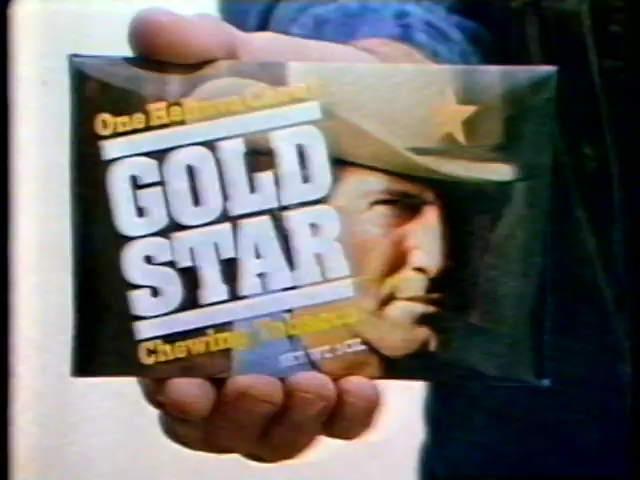 One Helluva Chew!
GOLD
STAR
Chewing Tobacco
NET WT. 3 OZ.